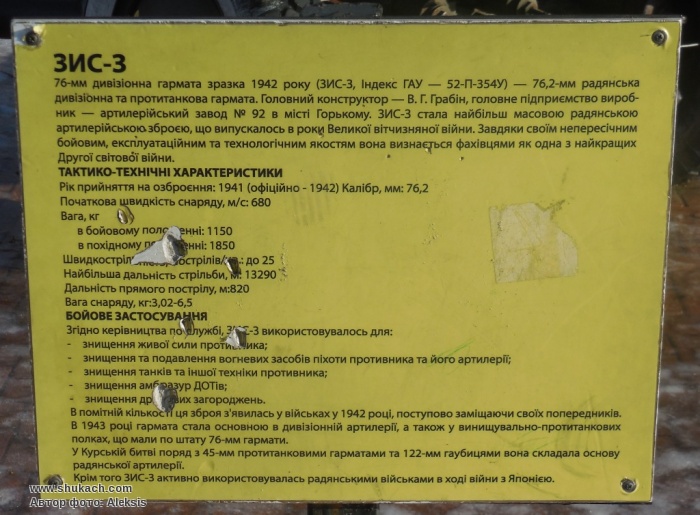 ЗИС-3
76-мм дивізіонна гармата зразка 1942 року (ЗИС-3, Індекс ГАУ — 52-П-354У) — 76,2-мм радянська
дивізіонна та протитанкова гармата. Головний конструктор — В. Г. Грабін, головне підприємство вироб-
ник — артилерійський завод № 92 в місті Горькому. ЗИС-3 стала найбільш масовою радянською
артилерійською зброєю, що випускалось в роки Великої вітчизняної війни. Завдяки своїм непересічним
бойовим, експлуатаційним та технологічним якостям вона визнається фахівцями як одна з найкращих
Другої світової війни.
ТАКТИКО-ТЕХНІЧНІ ХАРАКТЕРИСТИКИ
Рік прийняття на озброєння: 1941 (офіційно - 1942) Калібр, мм: 76,2
Початкова швидкість снаряду, м/с: 680
Вага, кг
в бойовому положенні: 1150
в похідному положенні: 1850
до 25
Найбільша дальність стрільби, м: 13290
Дальність прямого пострілу, м:820
Вага снаряду, кг:3,02-6,5
БОЙОВЕ ЗАСТОСУВАННЯ
Згідно керівництва по службі, ЗИС-3 використовувалось для:
- знищення живої сили противника;
- знищення та подавлення вогневих засобів піхоти противника и його артилерії;
- знищення танків та іншої техніки противника;
- знищення амбразур ДОТів;
- знищення загороджень.
В помітній кількості ця зброя з'явилась у військах у 1942 році, поступово заміщаючи своїх попередників.
В 1943 році гармата стала основною в дивізіонній артилерії, а також у винищувально-протитанкових
полках, що мали по штату 76-мм гармати.
У Курській битві поряд з 45-мм протитанковими гарматами та 122-мм гаубицями вона складала основу
радянської артилерії.
Крім того ЗИС-3 активно використовувалась радянськими військами в ході війни з Японією.
www.shukach.com
Автор фото: Aleksis